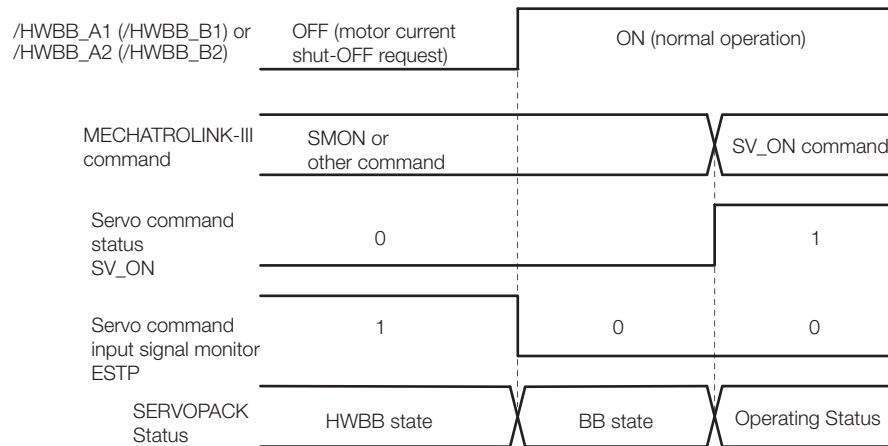 /HWBB_A1 (/HWBB_B1) or
/HWBB_A2 (/HWBB_B2)
OFF (motor current
shut-OFF request)
ON (normal operation)
MECHATROLINK-III
command
SMON or
other command
SV_ON command
Servo command
status
SV_ON
0
1
Servo command
input signal monitor
ESTP
1
0
0
SERVOPACK
Status
HWBB state
BB state
Operating Status